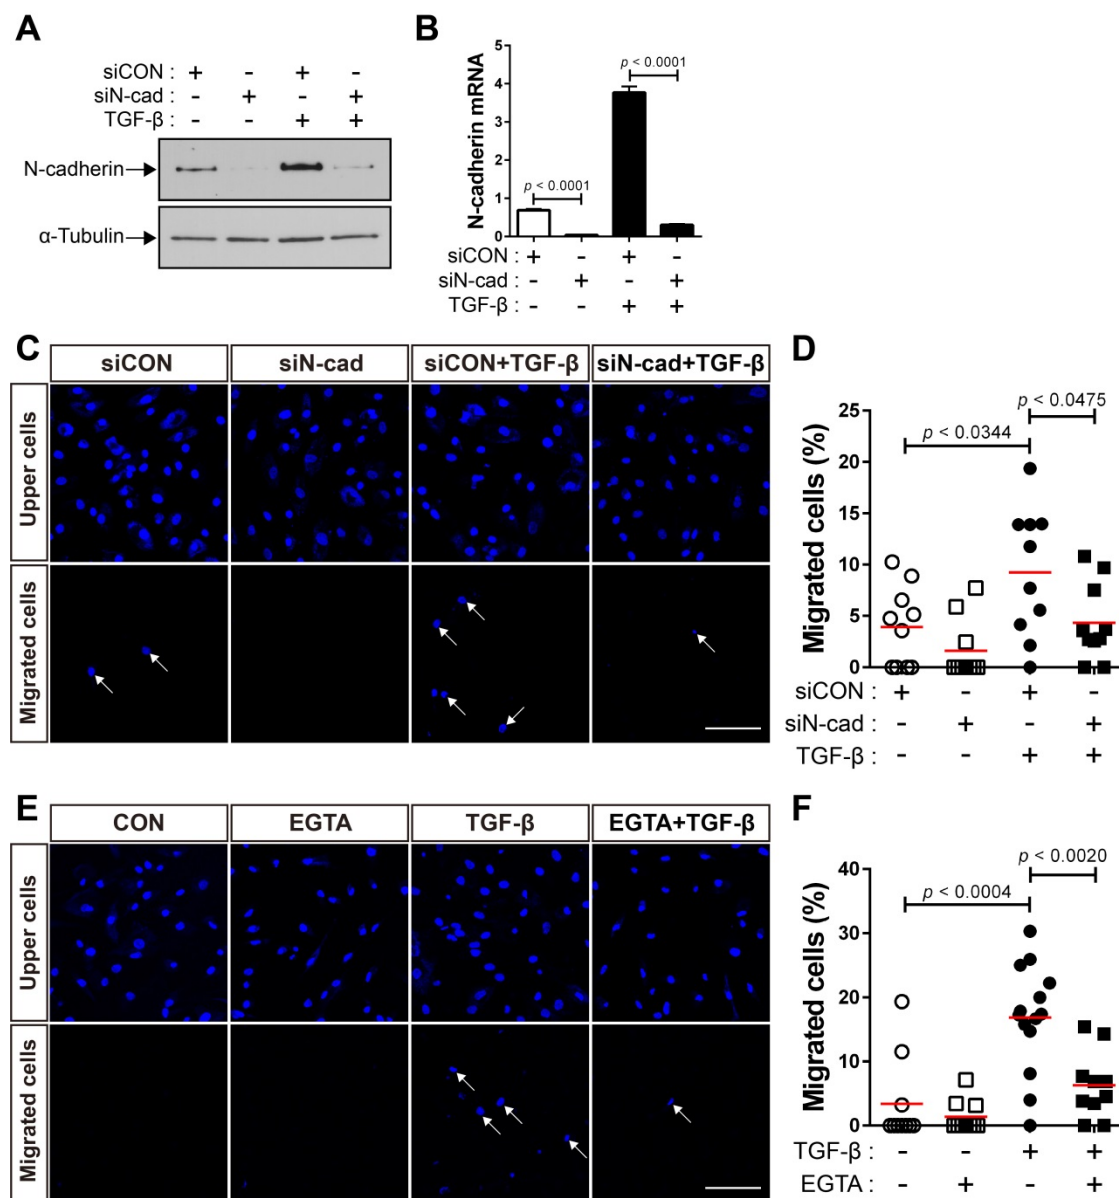 A
siCON : + - + -
siN-cad : - + - +
TGF-β : - - + +
N-cadherin
α-Tubulin
B
N-cadherin mRNA
5
4
3
2
1
0
p < 0.0001
p < 0.0001
siCON : + - + -
siN-cad : - + - +
TGF-β : - - + +
C
siCON siN-cad siCON+TGF-β siN-cad+TGF-β
Upper cells
Migrated cells
D
Migrated cells (%)
25
20
15
10
5
0
p < 0.0475
p < 0.0344
siCON : + - + -
siN-cad : - + - +
TGF-β : - - + +
E
CON EGTA TGF-β EGTA+TGF-β
Upper cells
Migrated cells
F
Migrated cells (%)
40
30
20
10
0
p < 0.0020
p < 0.0004
TGF-β : - - + +
EGTA : - + - +